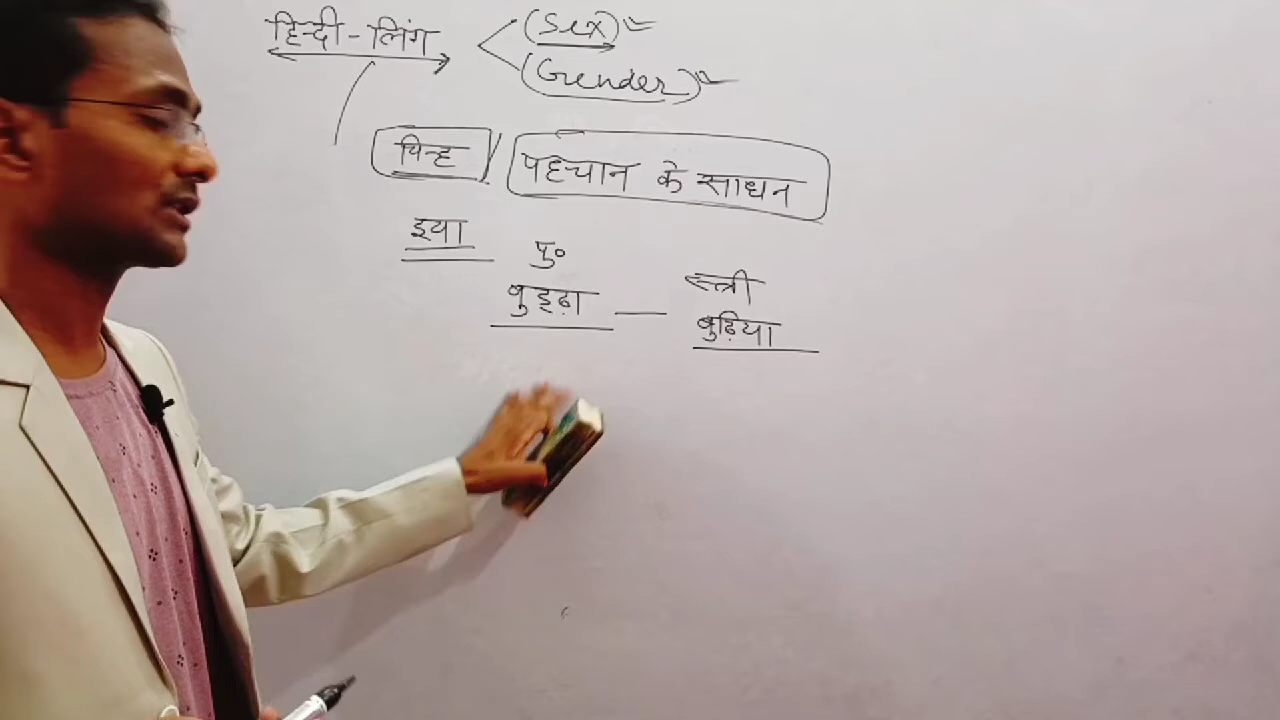 हिन्दी-लिंग
(Sex)
(Gender)
चिन्ह / पहचान के साधन
इया
पु०
स्त्री
बुड्ढा — बुढ़िया